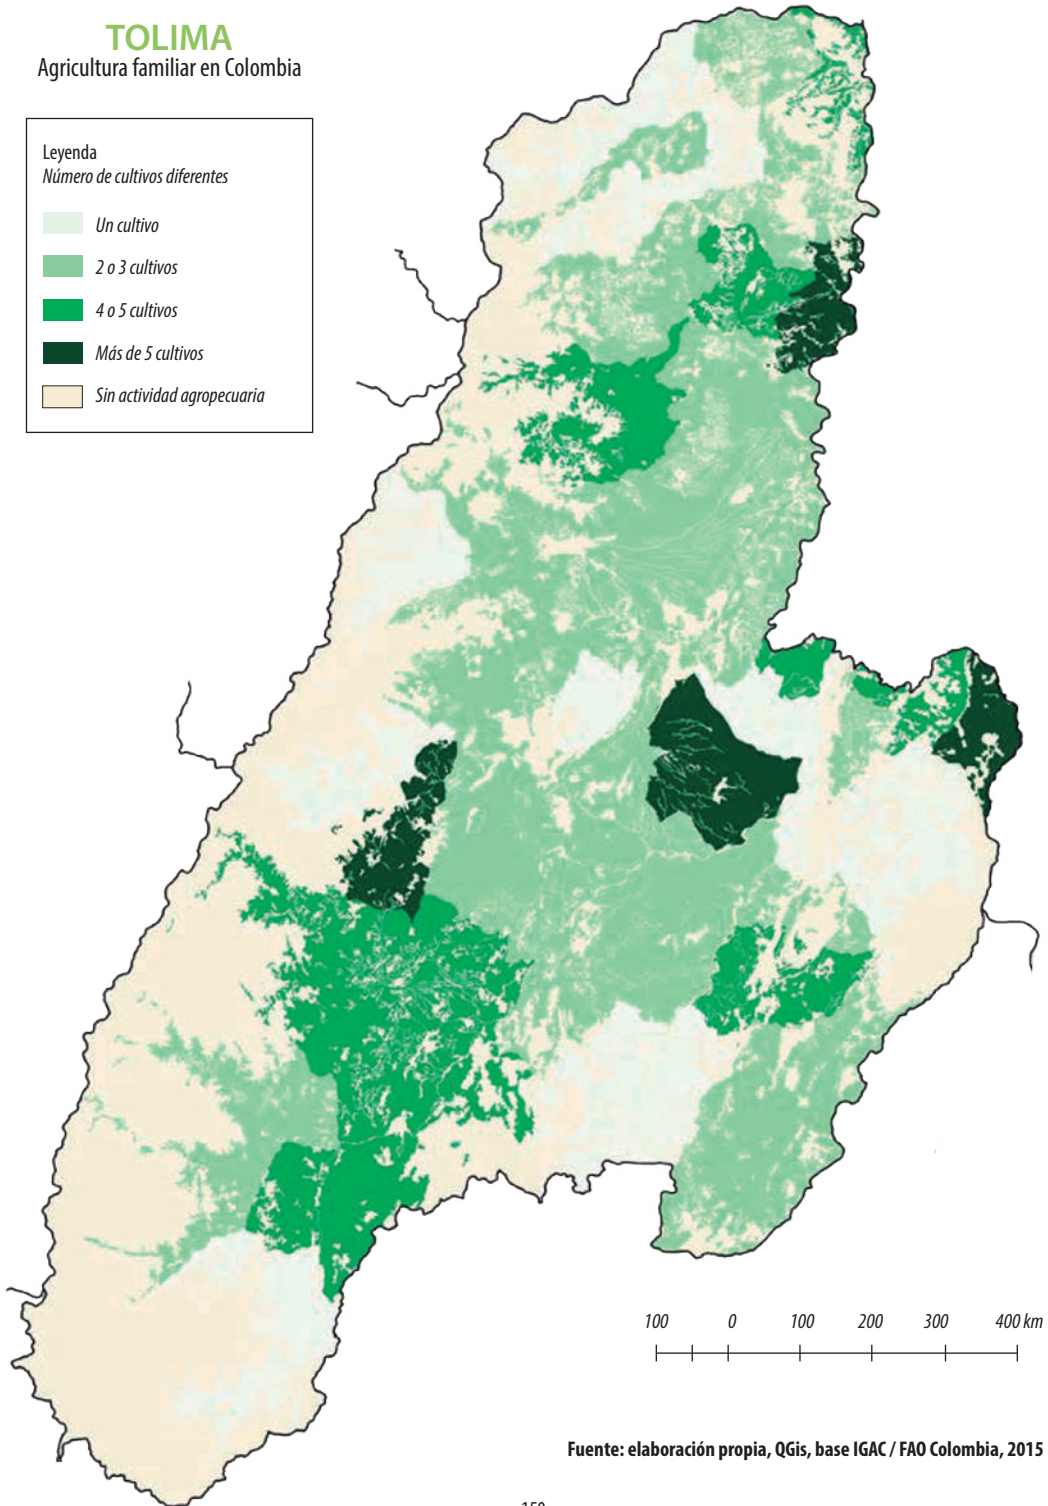 TOLIMA
Agricultura familiar en Colombia
Leyenda
Número de cultivos diferentes
Un cultivo
2 o 3 cultivos
4 o 5 cultivos
Más de 5 cultivos
Sin actividad agropecuaria
100 0 100 200 300 400 km
Fuente: elaboración propia, QGis, base IGAC / FAO Colombia, 2015
150